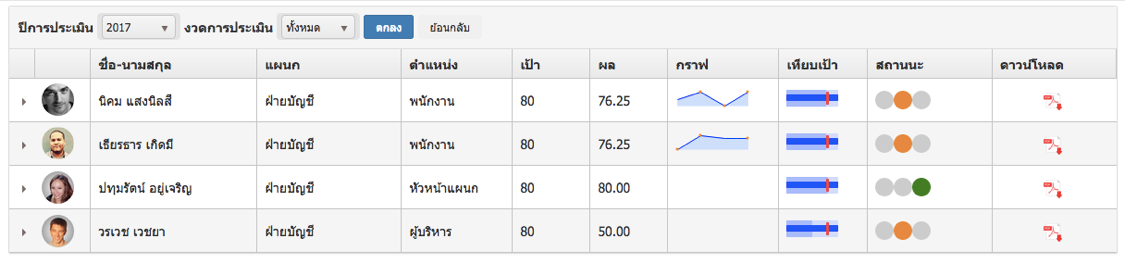 ปีการประเมิน 2017 งวดการประเมิน ทั้งหมด ตกลง ย้อนกลับ
ชื่อ-นามสกุล แผนก ตำแหน่ง เป้า ผล กราฟ เทียบเป้า สถานนะ ดาวน์โหลด
นิคม แสงนิลสี ฝ่ายบัญชี พนักงาน 80 76.25
เธียรธาร เกิดมี ฝ่ายบัญชี พนักงาน 80 76.25
ปทุมรัตน์ อยู่เจริญ ฝ่ายบัญชี หัวหน้าแผนก 80 80.00
วรเวช เวชยา ฝ่ายบัญชี ผู้บริหาร 80 50.00